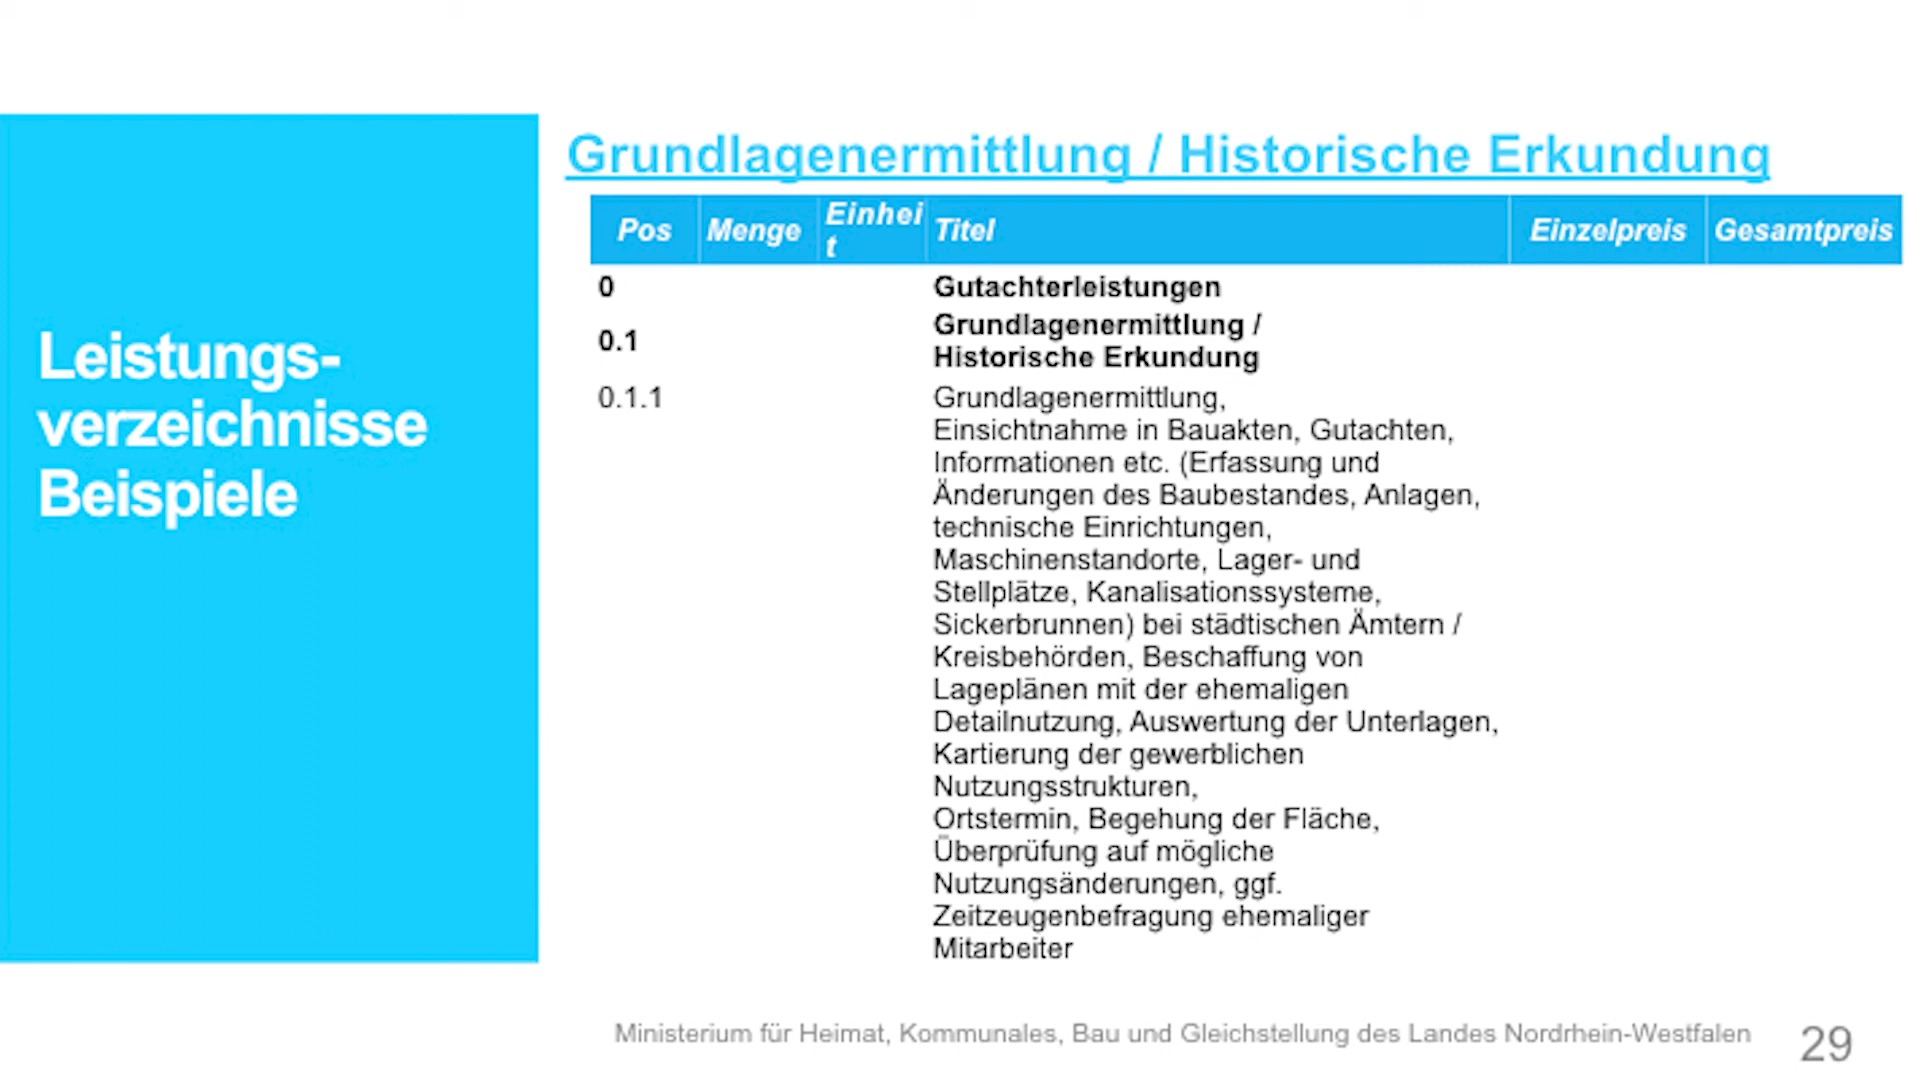 Leistungs-
verzeichnisse
Beispiele
Grundlagenermittlung / Historische Erkundung
Pos Menge Einhei Titel Einzelpreis Gesamtpreis
t
0 Gutachterleistungen
0.1 Grundlagenermittlung /
Historische Erkundung
0.1.1 Grundlagenermittlung,
Einsichtnahme in Bauakten, Gutachten,
Informationen etc. (Erfassung und
Änderungen des Baubestandes, Anlagen,
technische Einrichtungen,
Maschinenstandorte, Lager- und
Stellplätze, Kanalisationssysteme,
Sickerbrunnen) bei städtischen Ämtern /
Kreisbehörden, Beschaffung von
Lageplänen mit der ehemaligen
Detailnutzung, Auswertung der Unterlagen,
Kartierung der gewerblichen
Nutzungsstrukturen,
Ortstermin, Begehung der Fläche,
Überprüfung auf mögliche
Nutzungsänderungen, ggf.
Zeitzeugenbefragung ehemaliger
Mitarbeiter
Ministerium für Heimat, Kommunales, Bau und Gleichstellung des Landes Nordrhein-Westfalen 29